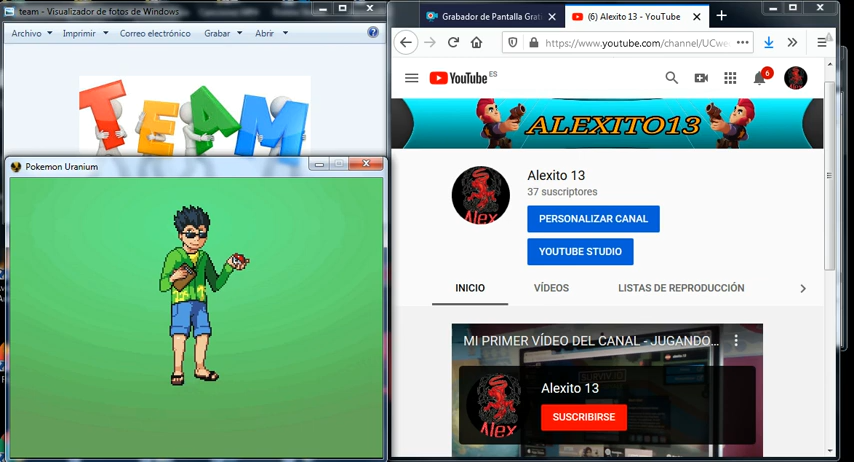 team - Visualizador de fotos de Windows
Archivo
Imprimir
Correo electrónico
Grabar
Abrir
TEAM
Pokemon Uranium
Grabador de Pantalla Grati
(6) Alexito 13 - YouTube
https://www.youtube.com/channel/UCwe
YouTube ES
6
ALEXITO13
Alex
Alexito 13
37 suscriptores
PERSONALIZAR CANAL
YOUTUBE STUDIO
INICIO
VÍDEOS
LISTAS DE REPRODUCCIÓN
MI PRIMER VÍDEO DEL CANAL - JUGANDO...
Alex
Alexito 13
SUSCRIBIRSE